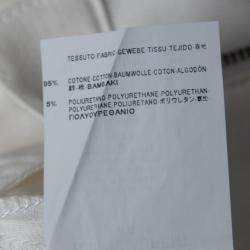 TESSUTO-FABRIC-GEWEBE-TISSU-TEJIDO-
95% COTONE-COTTON-BAUMWOLLE-COTON-ALGODÓN
-ΒΑΜΒΑΚΙ
5% POLIURETANO-POLYURETHANE-POLYURETHAN-
POLYURETHANE-POLIURETANO-ポリウレタン-
ΠΟΛΥΟΥΡΕΘΑΝΙΟ